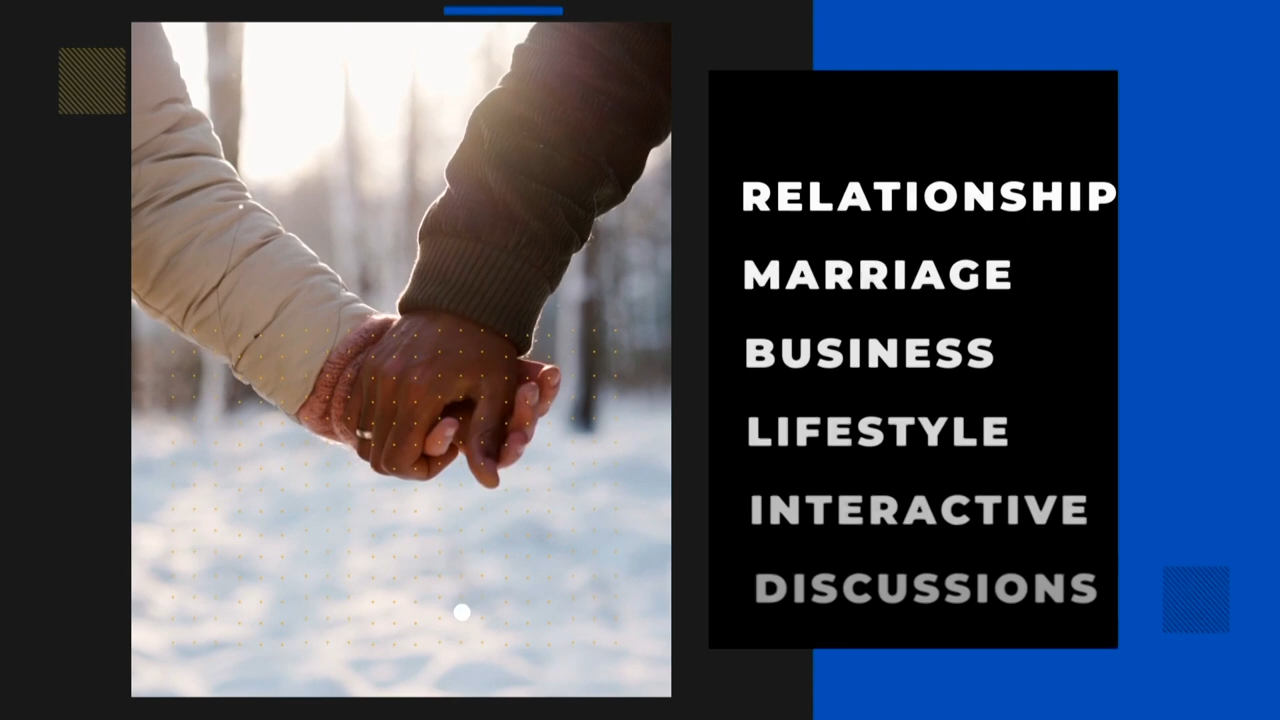 RELATIONSHIP
MARRIAGE
BUSINESS
LIFESTYLE
INTERACTIVE
DISCUSSIONS